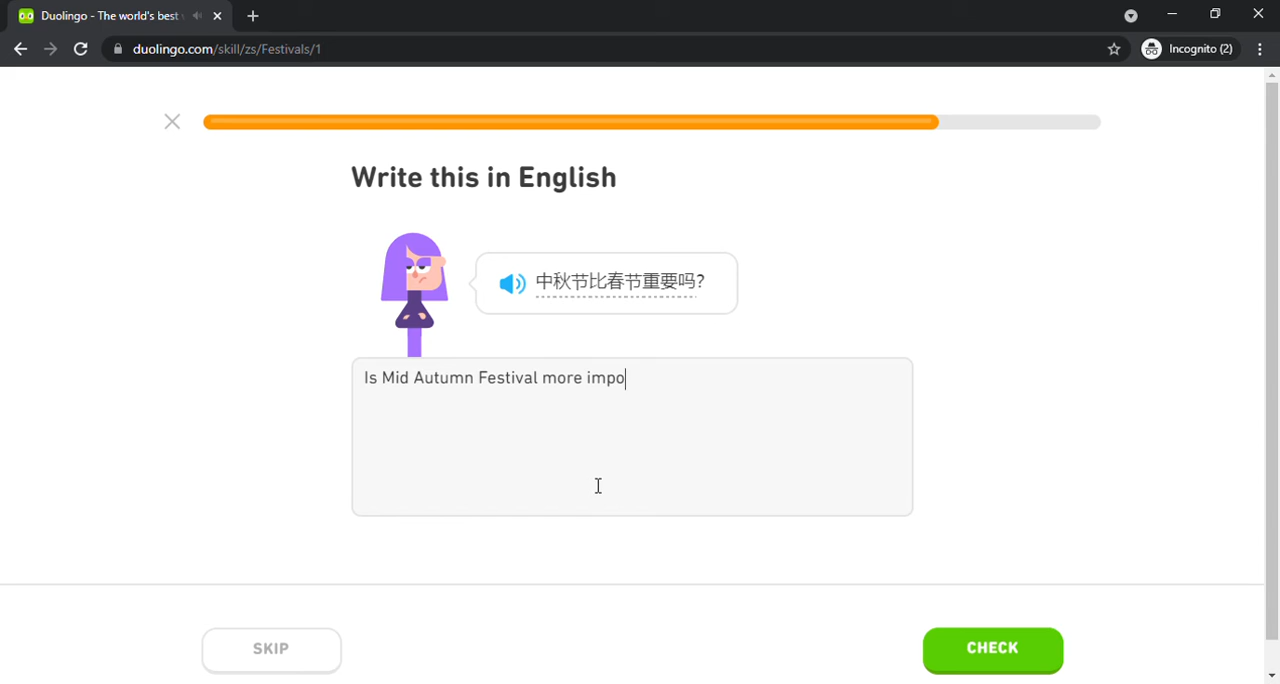 Duolingo - The world's best
duolingo.com/skill/zs/Festivals/1
Incognito (2)
Write this in English
中秋节比春节重要吗?
Is Mid Autumn Festival more impo
SKIP
CHECK